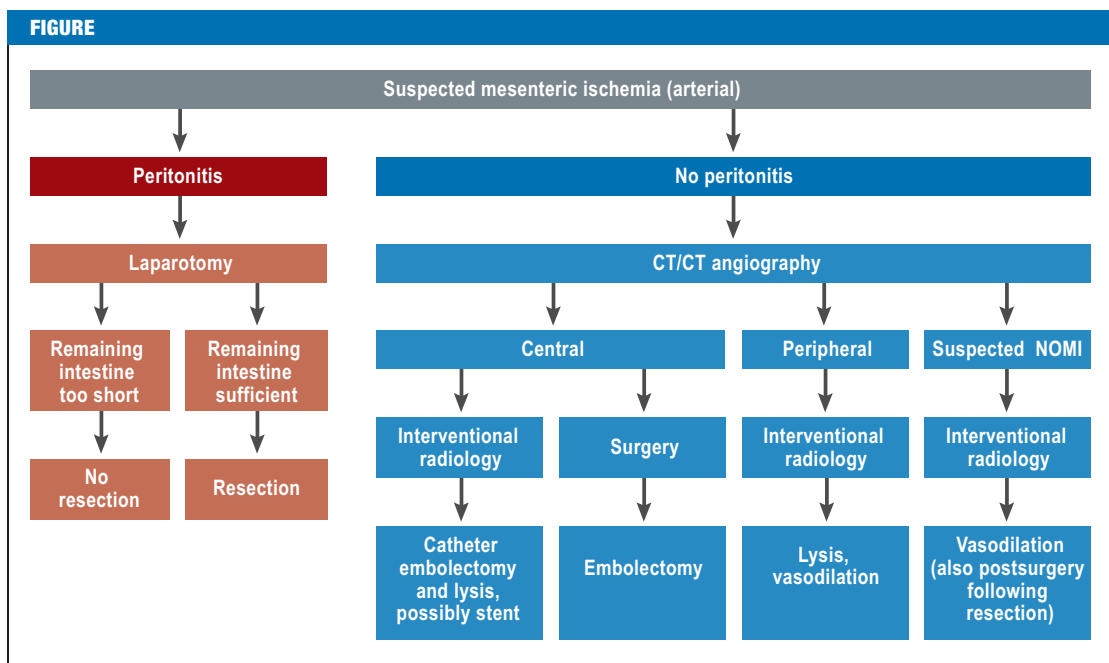 FIGURE
Suspected mesenteric ischemia (arterial)
Peritonitis
No peritonitis
Laparotomy
CT/CT angiography
Remaining
intestine
too short
Remaining
intestine
sufficient
Central
Peripheral
Suspected NOMI
No
resection
Resection
Interventional
radiology
Surgery
Interventional
radiology
Interventional
radiology
Catheter
embolectomy
and lysis,
possibly stent
Embolectomy
Lysis,
vasodilation
Vasodilation
(also postsurgery
following
resection)